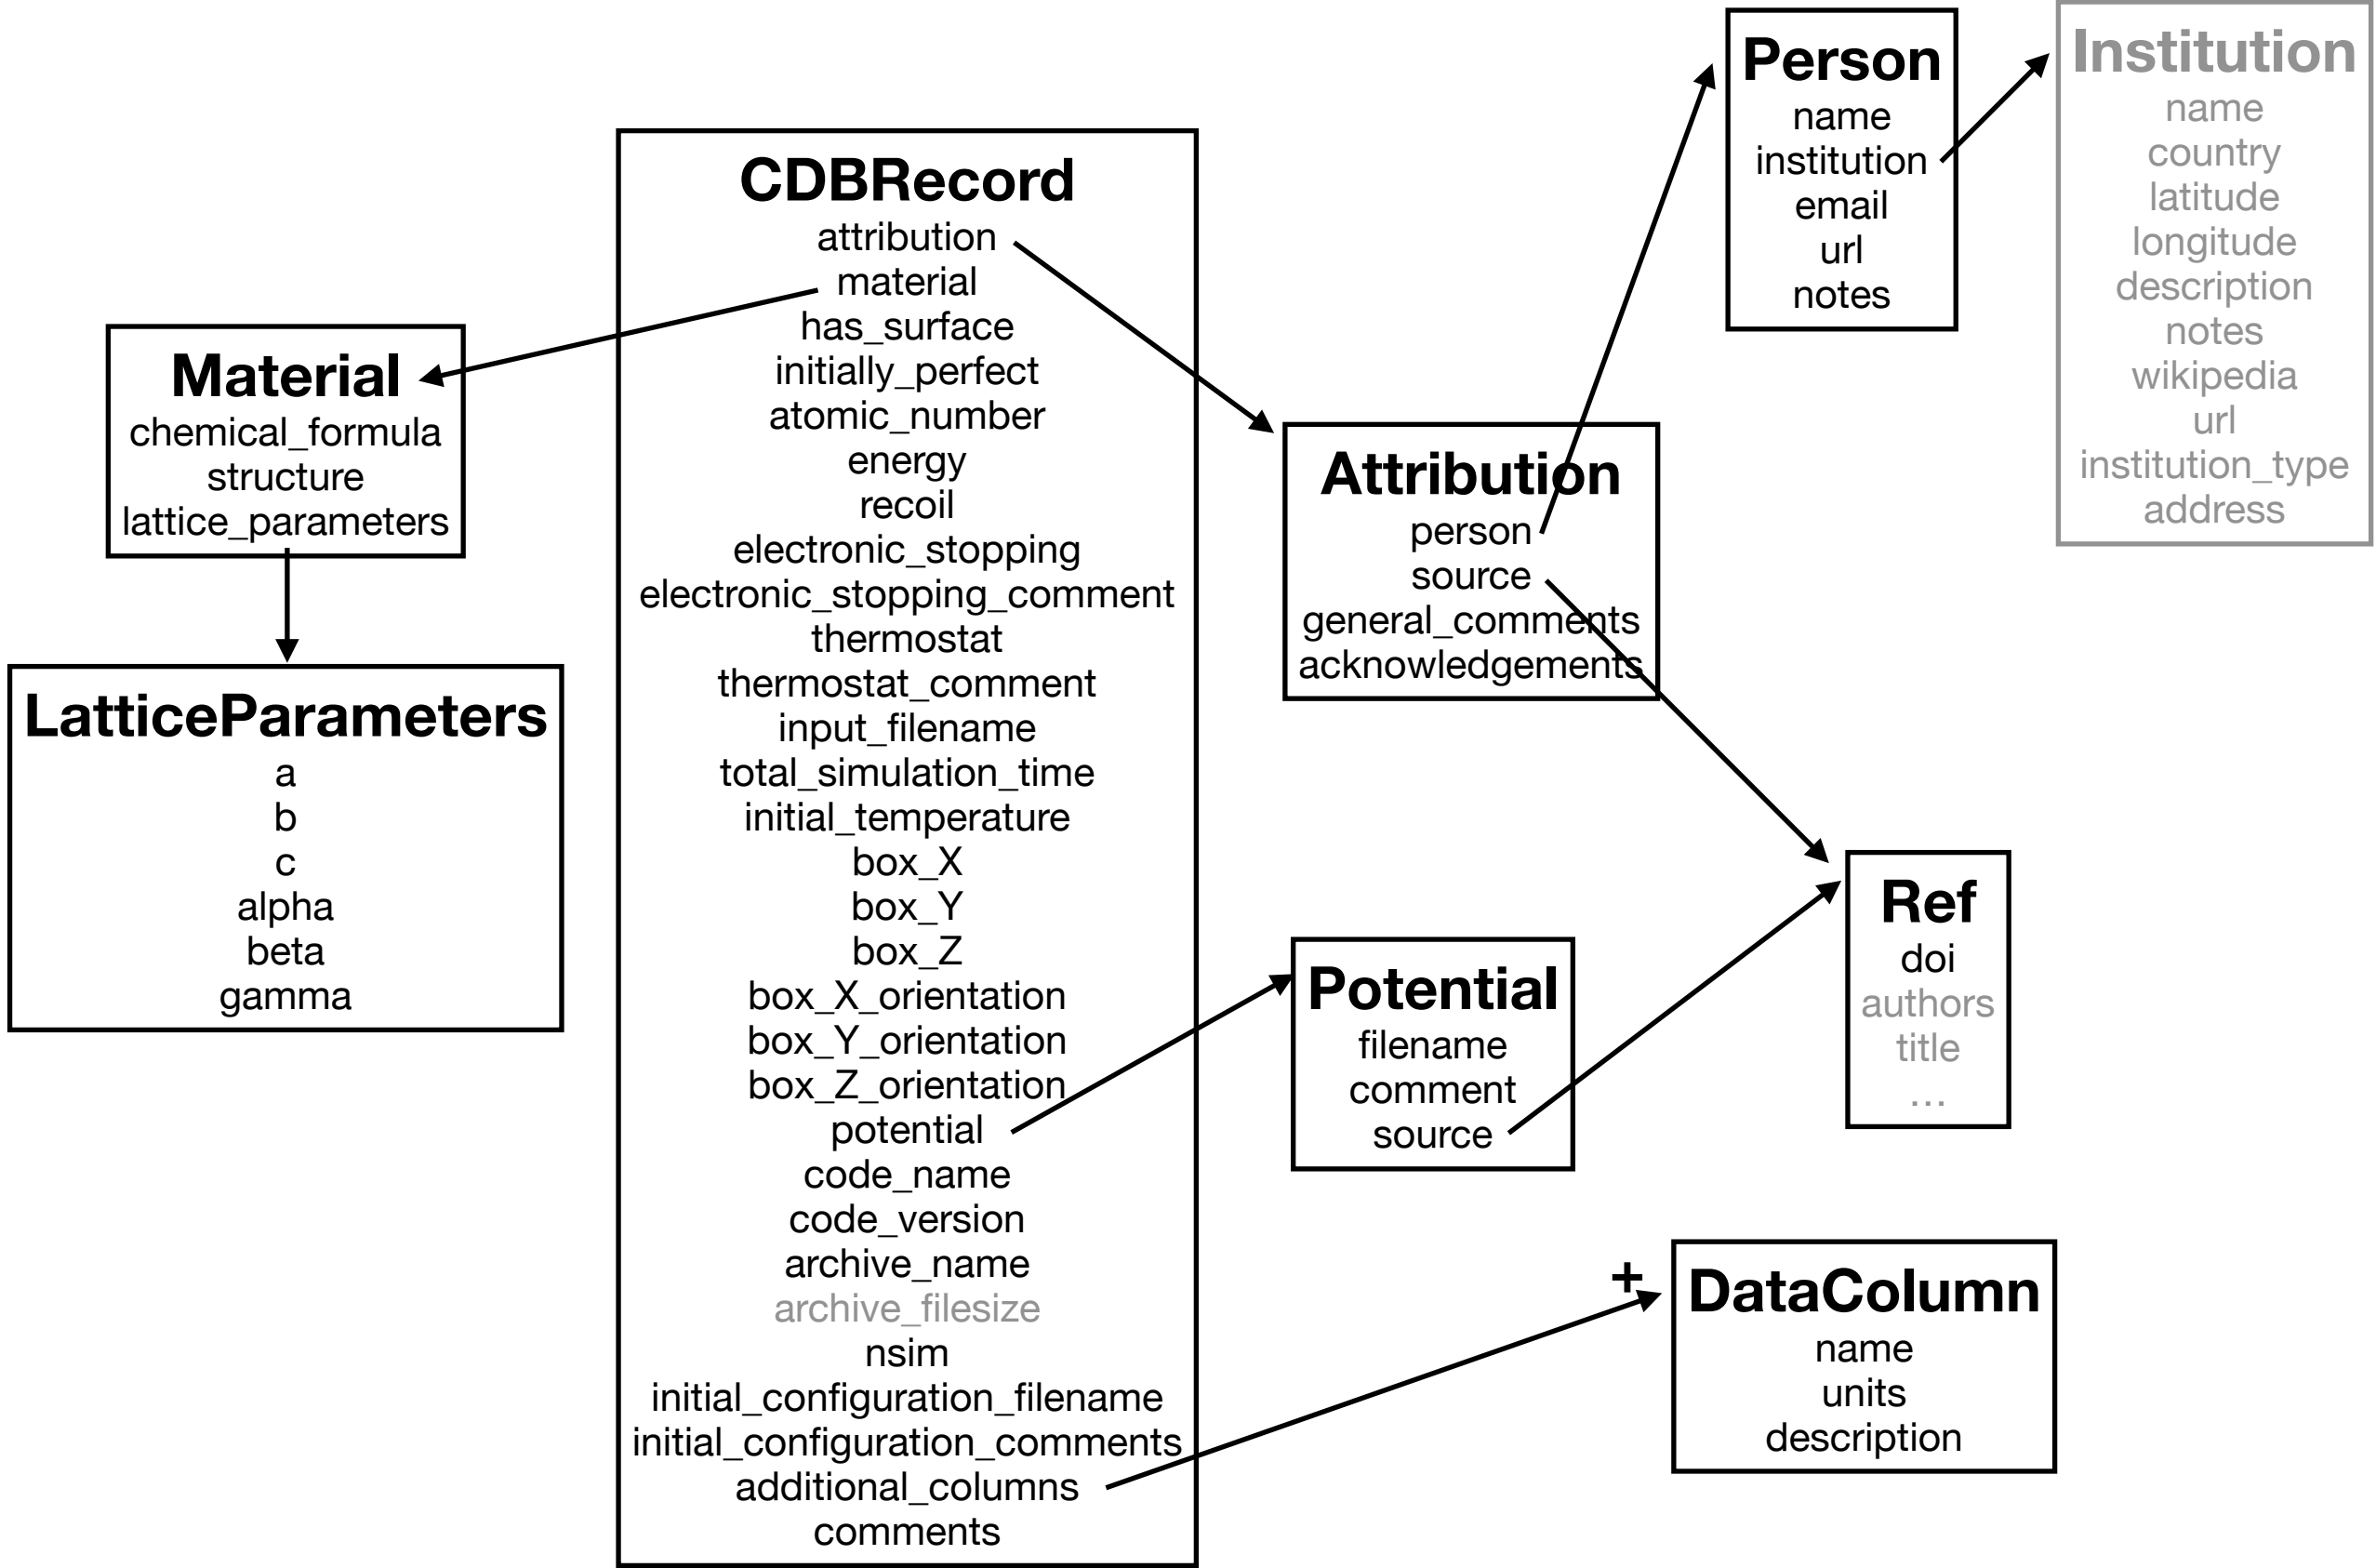 CDBRecord
attribution
material
has_surface
initially_perfect
atomic_number
energy
recoil
electronic_stopping
electronic_stopping_comment
thermostat
thermostat_comment
input_filename
total_simulation_time
initial_temperature
box_X
box_Y
box_Z
box_X_orientation
box_Y_orientation
box_Z_orientation
potential
code_name
code_version
archive_name
archive_filesize
nsim
initial_configuration_filename
initial_configuration_comments
additional_columns
comments
Material
chemical_formula
structure
lattice_parameters
LatticeParameters
a
b
c
alpha
beta
gamma
Attribution
person
source
general_comments
acknowledgements
Person
name
institution
email
url
notes
Institution
name
country
latitude
longitude
description
notes
wikipedia
url
institution_type
address
Potential
filename
comment
source
Ref
doi
authors
title
…
+
DataColumn
name
units
description